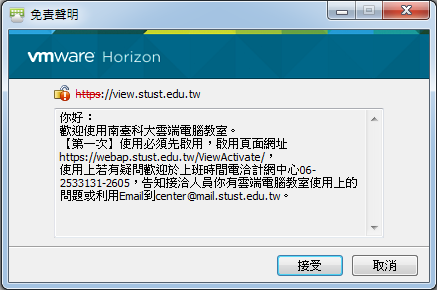 免責聲明
vmware Horizon
https://view.stust.edu.tw
你好：
歡迎使用南臺科大雲端電腦教室。
【第一次】使用必須先啟用，啟用頁面網址
https://webap.stust.edu.tw/ViewActivate/，
使用上若有疑問歡迎於上班時間電洽計網中心06-
2533131-2605，告知接洽人員你有雲端電腦教室使用上的
問題或利用Email到center@mail.stust.edu.tw。
接受 取消